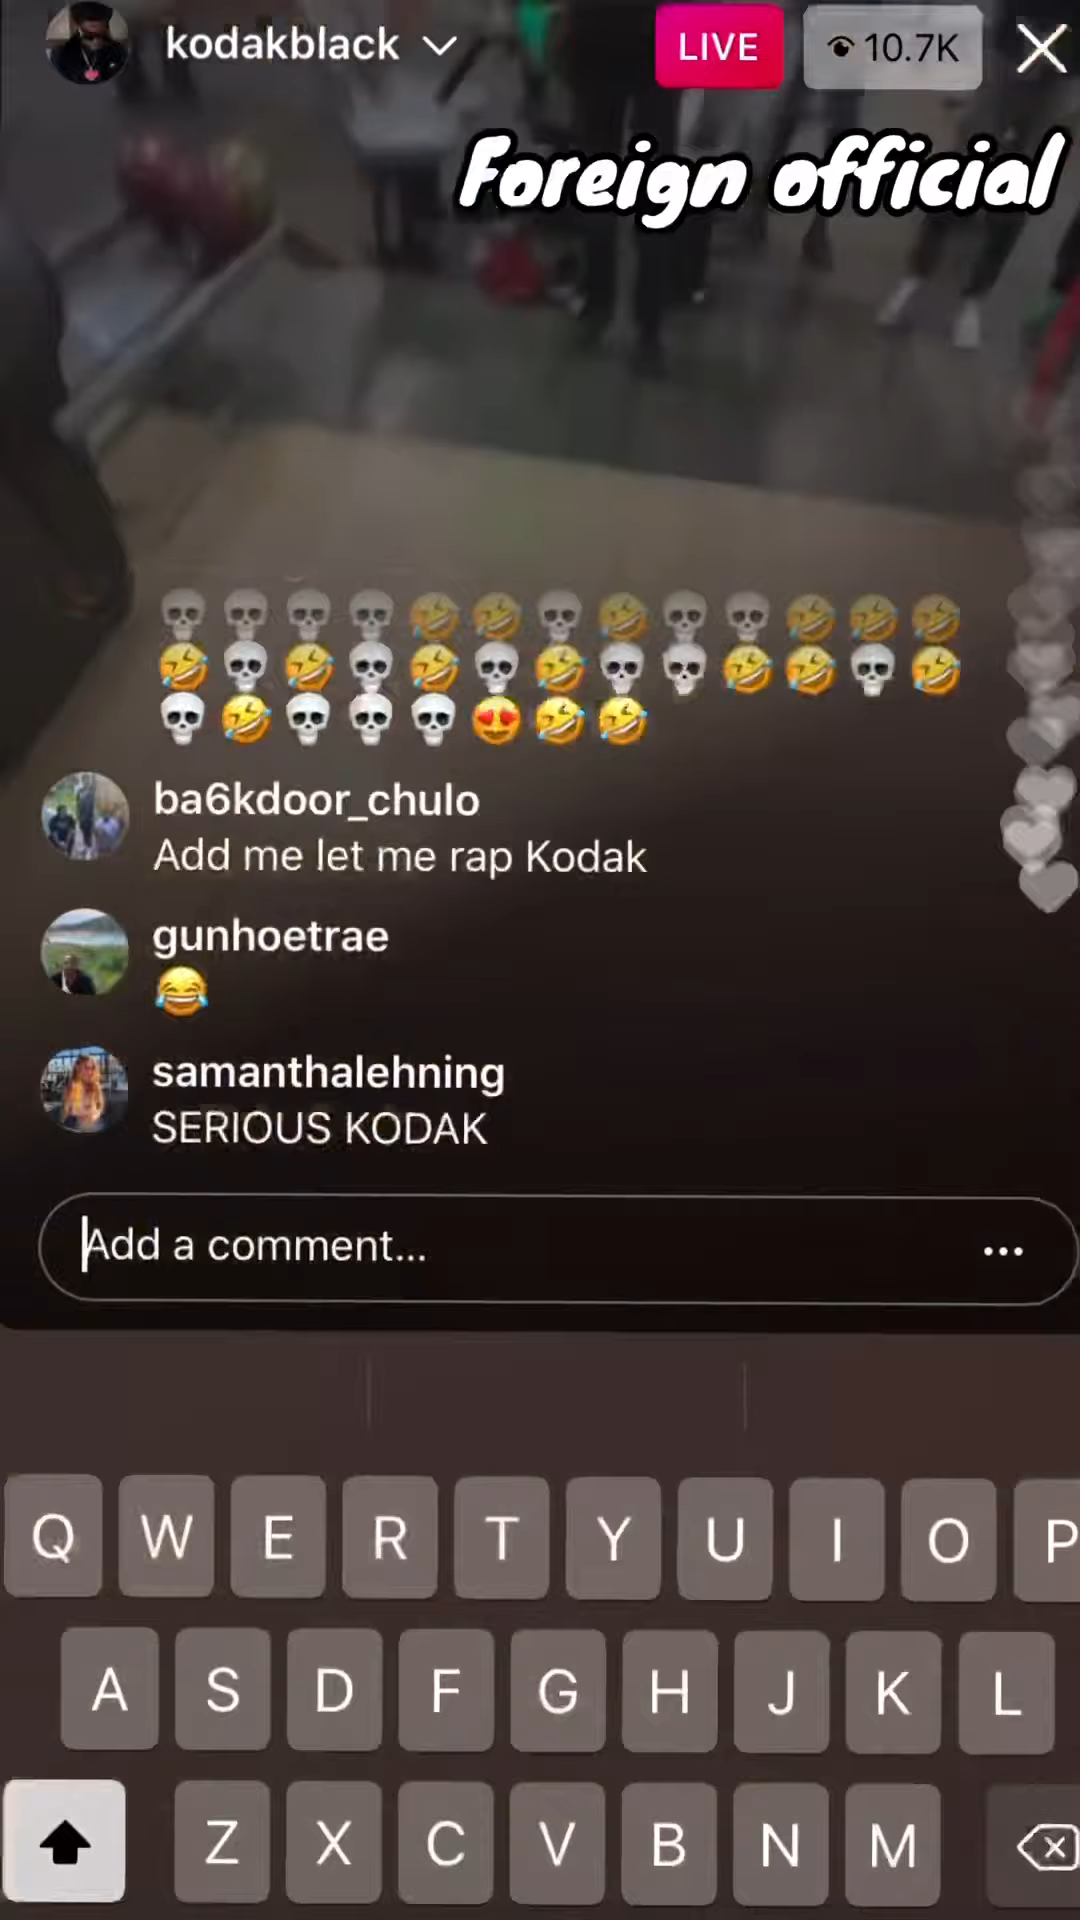 kodakblack
LIVE
10.7K
Foreign official
💀💀💀💀🤣🤣💀🤣💀💀🤣🤣🤣
🤣💀🤣💀🤣💀🤣💀💀🤣🤣💀🤣
💀🤣💀💀💀😍🤣🤣
ba6kdoor_chulo
Add me let me rap Kodak
gunhoetrae
😂
samanthalehning
SERIOUS KODAK
Add a comment...
Q W E R T Y U I O P
A S D F G H J K L
Z X C V B N M